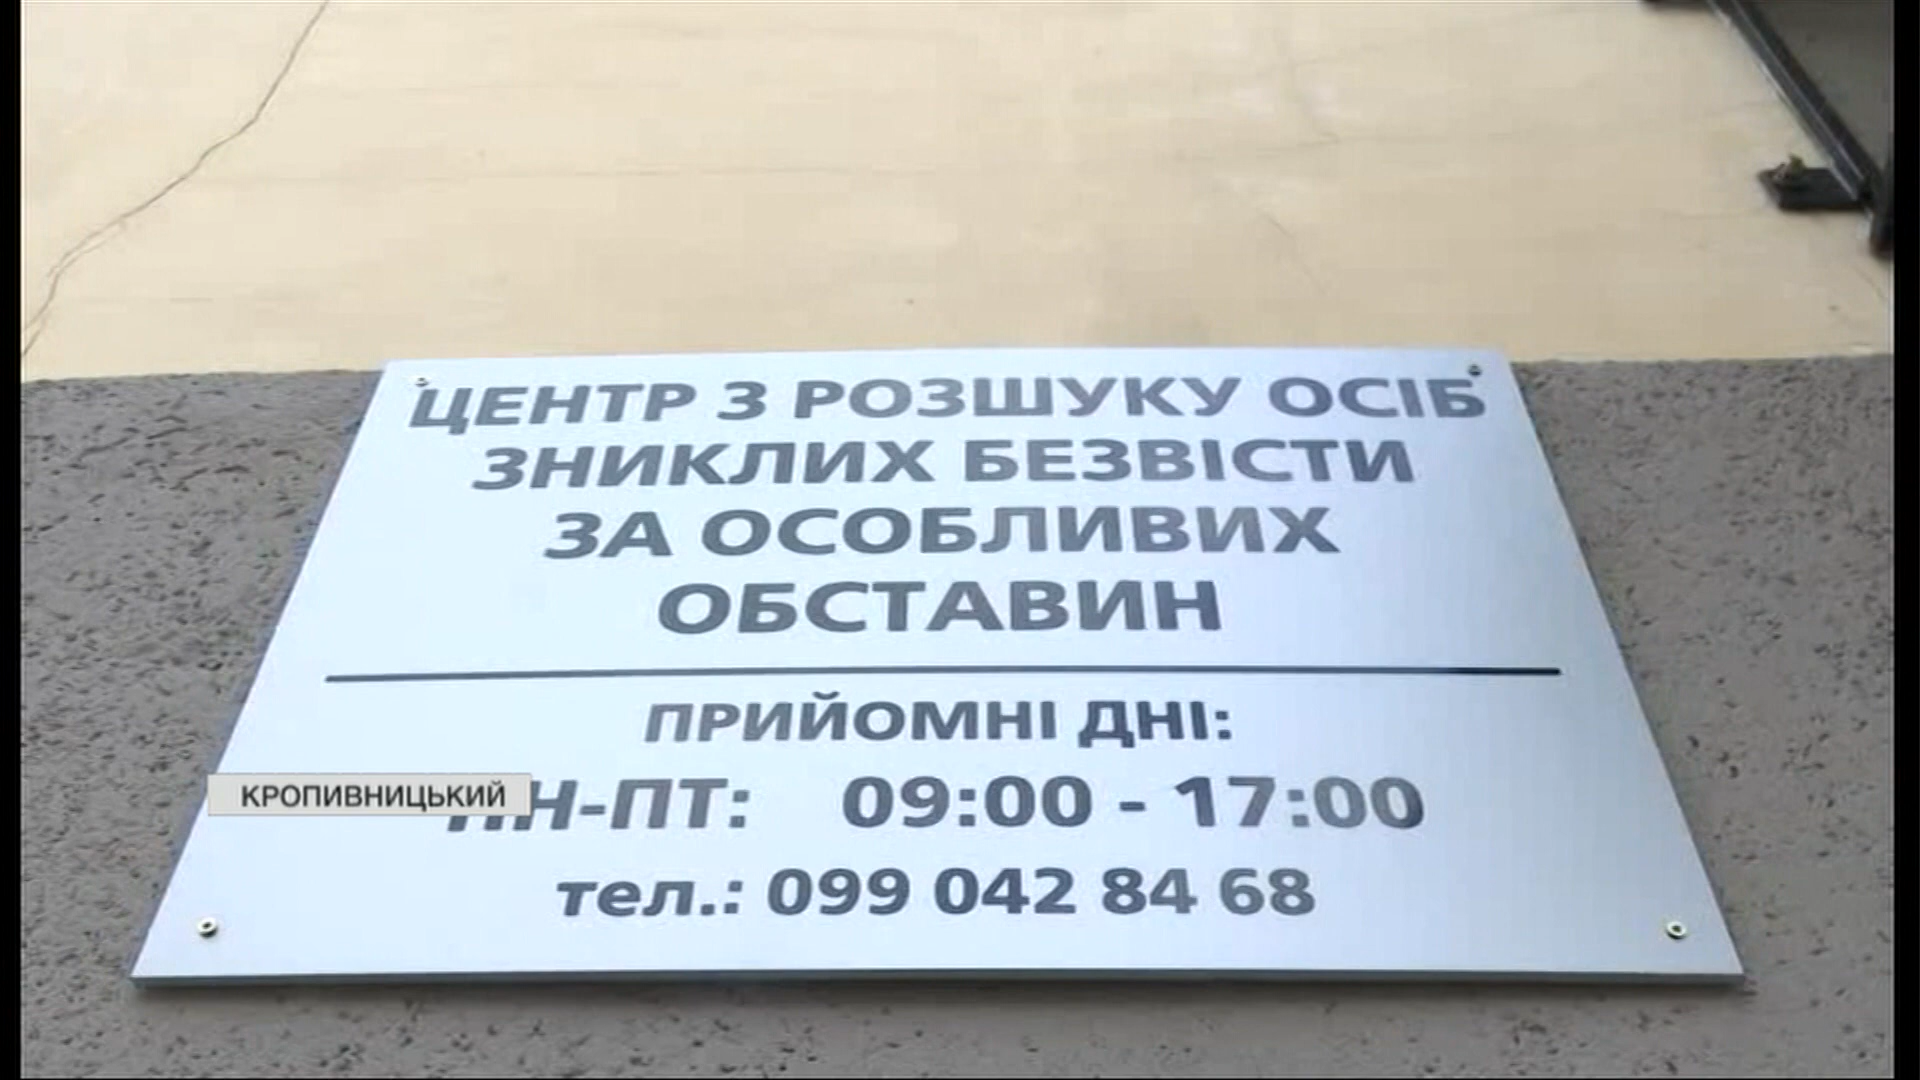 ЦЕНТР З РОЗШУКУ ОСІБ
ЗНИКЛИХ БЕЗВІСТИ
ЗА ОСОБЛИВИХ
ОБСТАВИН
ПРИЙОМНІ ДНІ:
КРОПИВНИЦЬКИЙ
ПН-ПТ: 09:00 - 17:00
тел.: 099 042 84 68